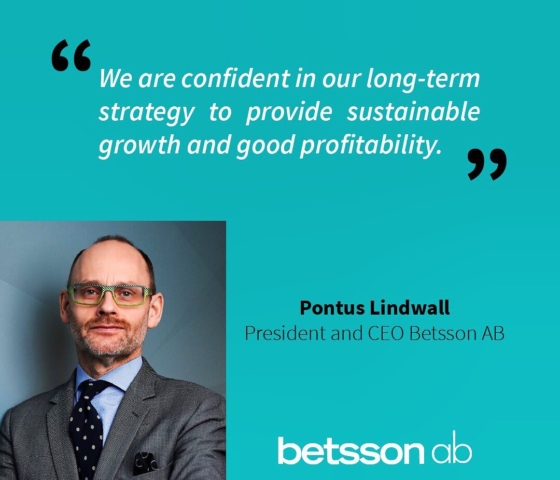 “
We are confident in our long-term
strategy to provide sustainable
growth and good profitability.
”
Pontus Lindwall
President and CEO Betsson AB
betsson ab